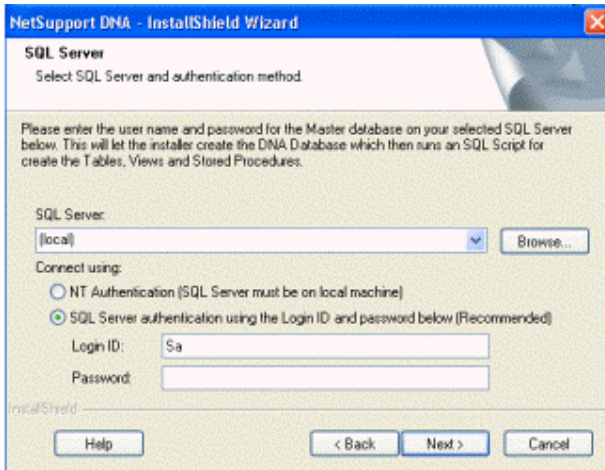 NetSupport DNA - InstallShield Wizard
SQL Server
Select SQL Server and authentication method.
Please enter the user name and password for the Master database on your selected SQL Server
below. This will let the installer create the DNA Database which then runs an SQL Script for
create the Tables, Views and Stored Procedures.
SQL Server:
(local)
Browse...
Connect using:
NT Authentication (SQL Server must be on local machine)
SQL Server authentication using the Login ID and password below (Recommended)
Login ID:
Sa
Password:
InstallShield
Help
< Back
Next >
Cancel